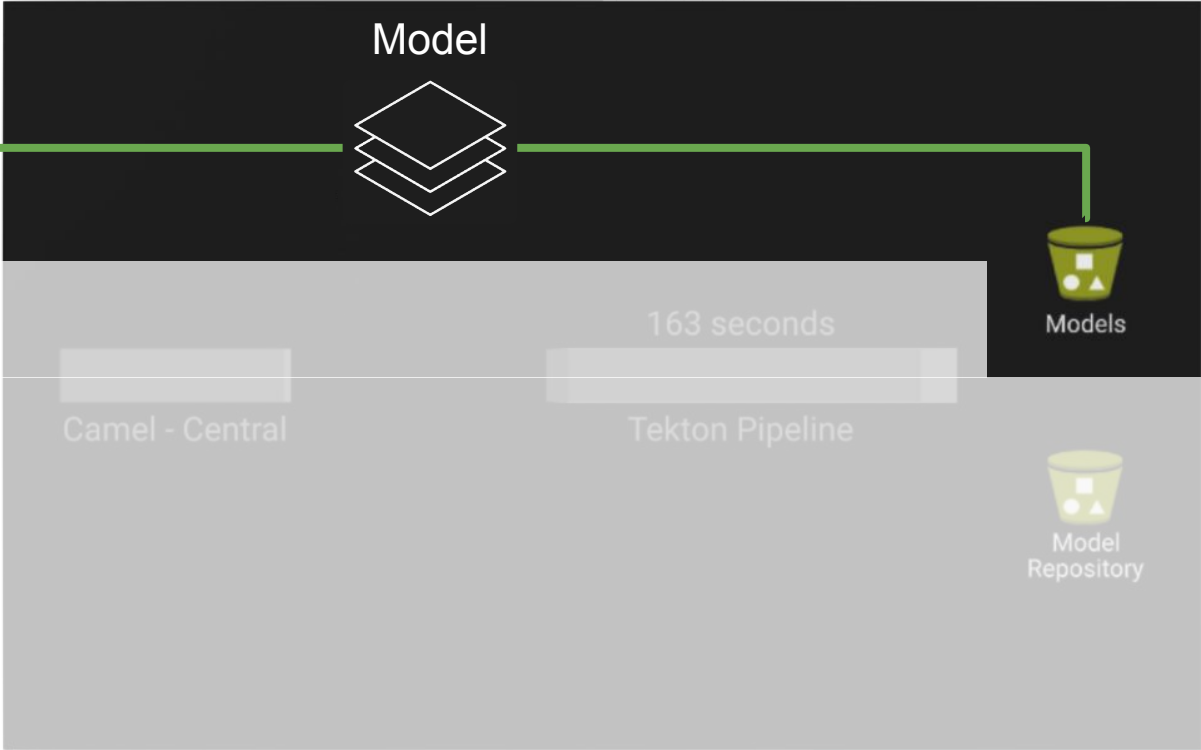 Model
Models
163 seconds
Camel - Central
Tekton Pipeline
Model
Repository